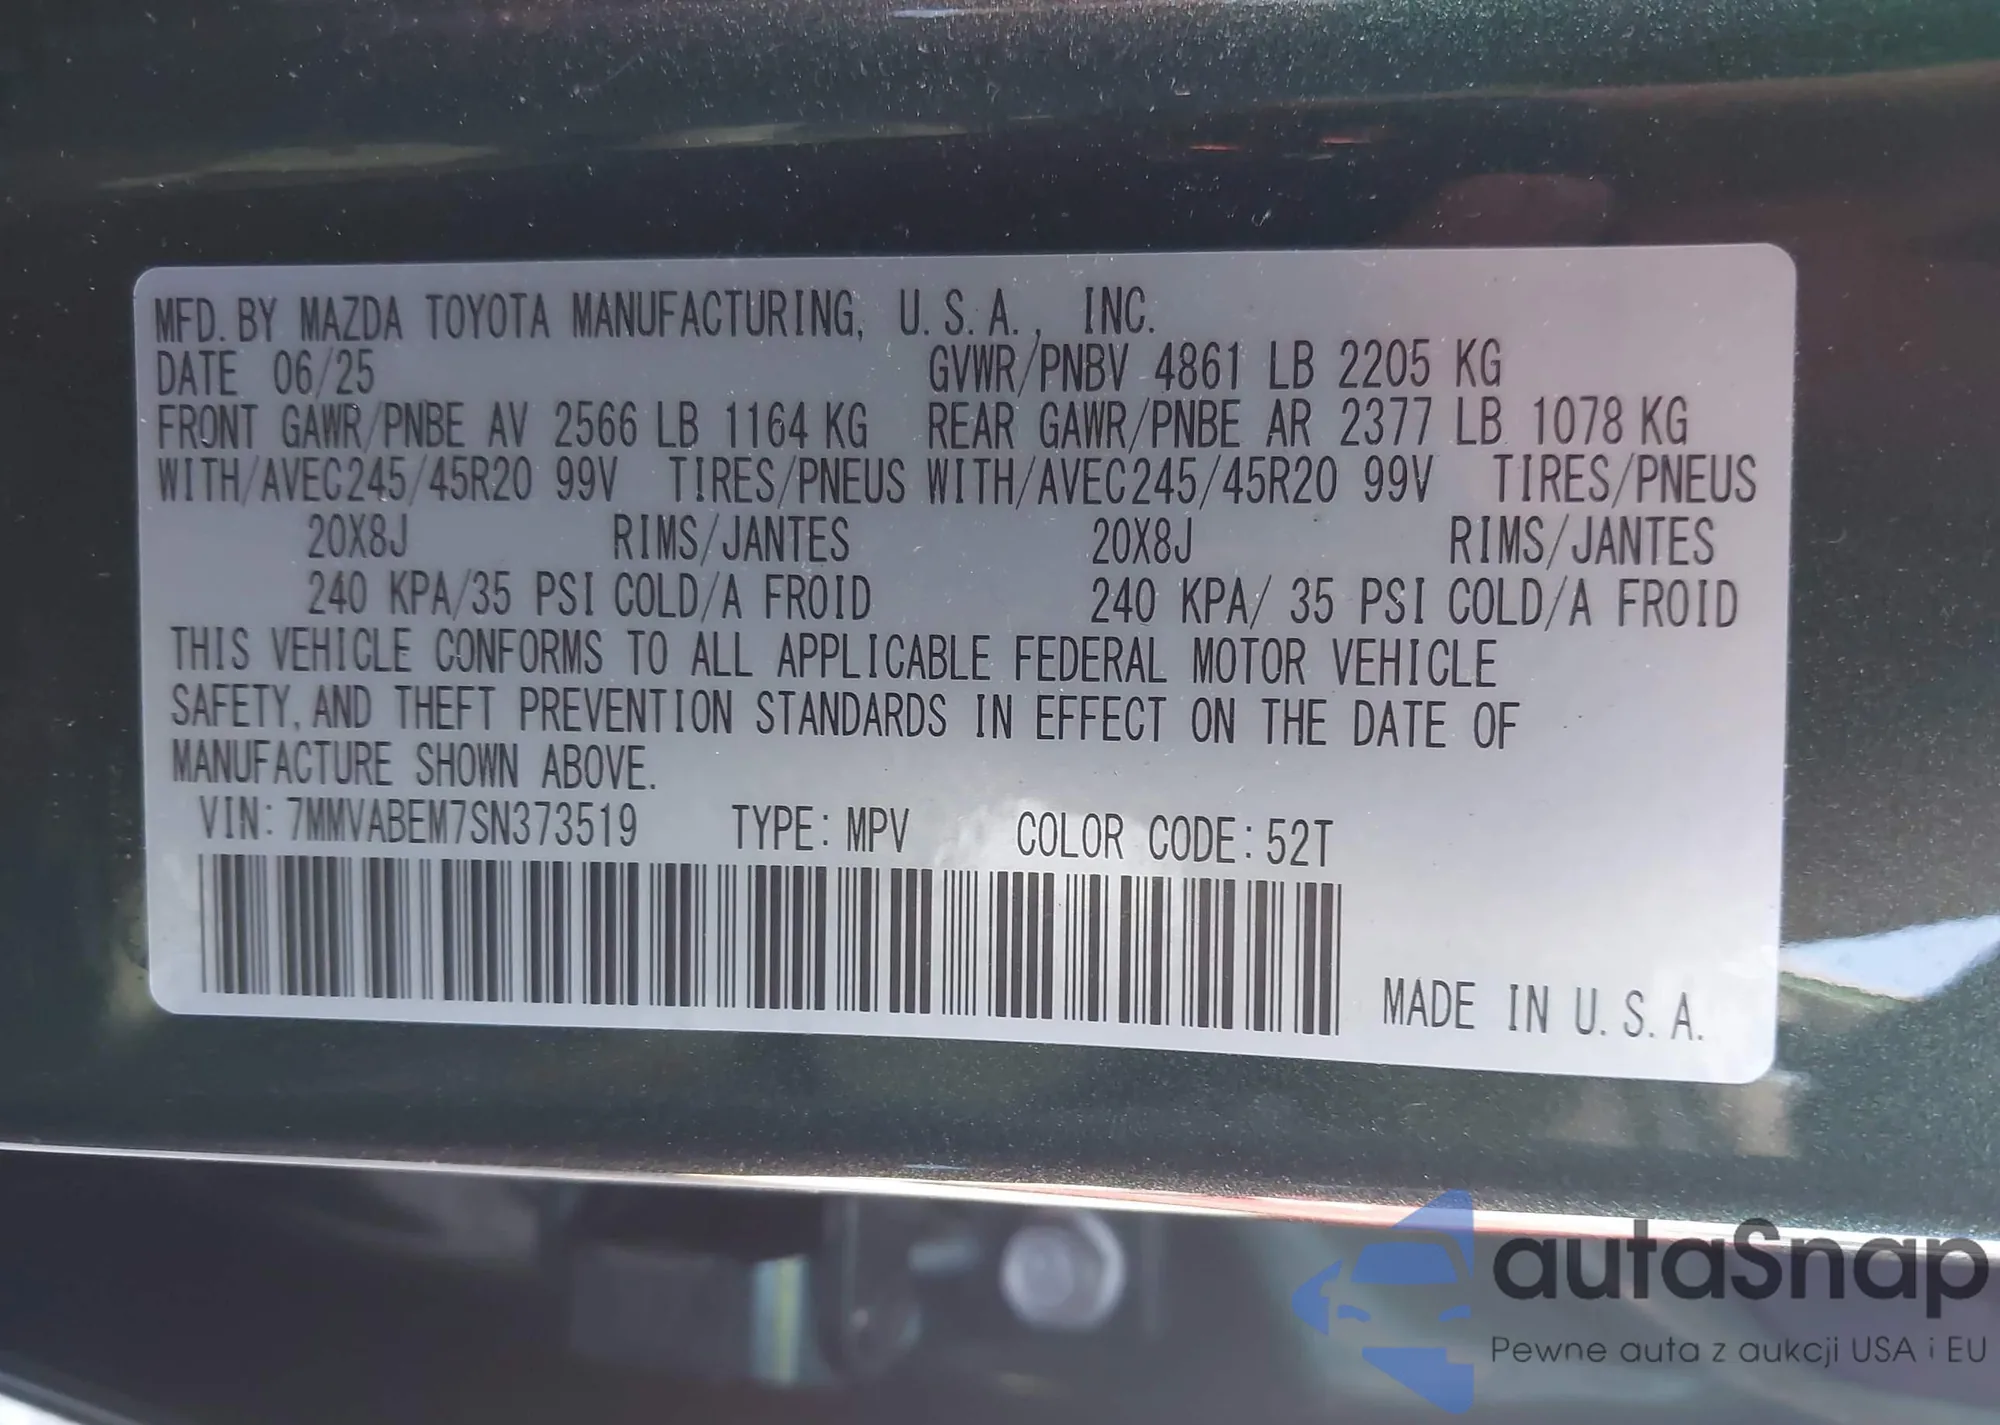 MFD. BY MAZDA TOYOTA MANUFACTURING, U.S.A., INC.
DATE 06/25 GVWR/PNBV 4861 LB 2205 KG
FRONT GAWR/PNBE AV 2566 LB 1164 KG REAR GAWR/PNBE AR 2377 LB 1078 KG
WITH/AVEC245/45R20 99V TIRES/PNEUS WITH/AVEC245/45R20 99V TIRES/PNEUS
20X8J RIMS/JANTES 20X8J RIMS/JANTES
240 KPA/35 PSI COLD/A FROID 240 KPA/ 35 PSI COLD/A FROID
THIS VEHICLE CONFORMS TO ALL APPLICABLE FEDERAL MOTOR VEHICLE
SAFETY, AND THEFT PREVENTION STANDARDS IN EFFECT ON THE DATE OF
MANUFACTURE SHOWN ABOVE.
VIN: 7MMVABEM7SN373519 TYPE: MPV COLOR CODE: 52T
MADE IN U.S.A.
autaSnap
Pewne auta z aukcji USA i EU